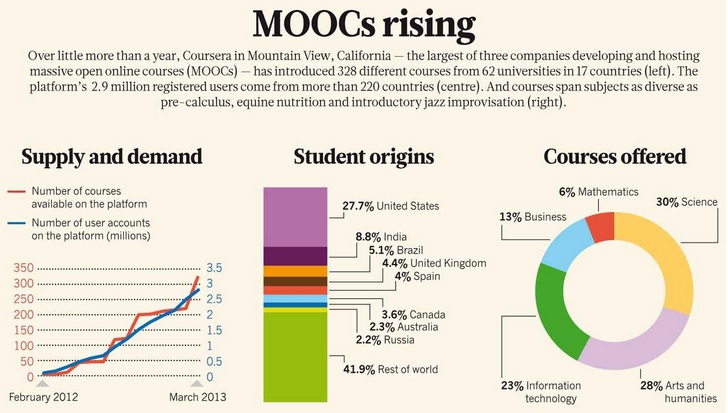 MOOCs rising
Over little more than a year, Coursera in Mountain View, California — the largest of three companies developing and hosting
massive open online courses (MOOCs) — has introduced 328 different courses from 62 universities in 17 countries (left). The
platform's 2.9 million registered users come from more than 220 countries (centre). And courses span subjects as diverse as
pre-calculus, equine nutrition and introductory jazz improvisation (right).
Supply and demand
Number of courses
available on the platform
Number of user accounts
on the platform (millions)
350
300
250
200
150
100
50
0
3.5
3
2.5
2
1.5
1
0.5
0
February 2012
March 2013
Student origins
27.7% United States
8.8% India
5.1% Brazil
4.4% United Kingdom
4% Spain
3.6% Canada
2.3% Australia
2.2% Russia
41.9% Rest of world
Courses offered
6% Mathematics
30% Science
13% Business
23% Information
technology
28% Arts and
humanities